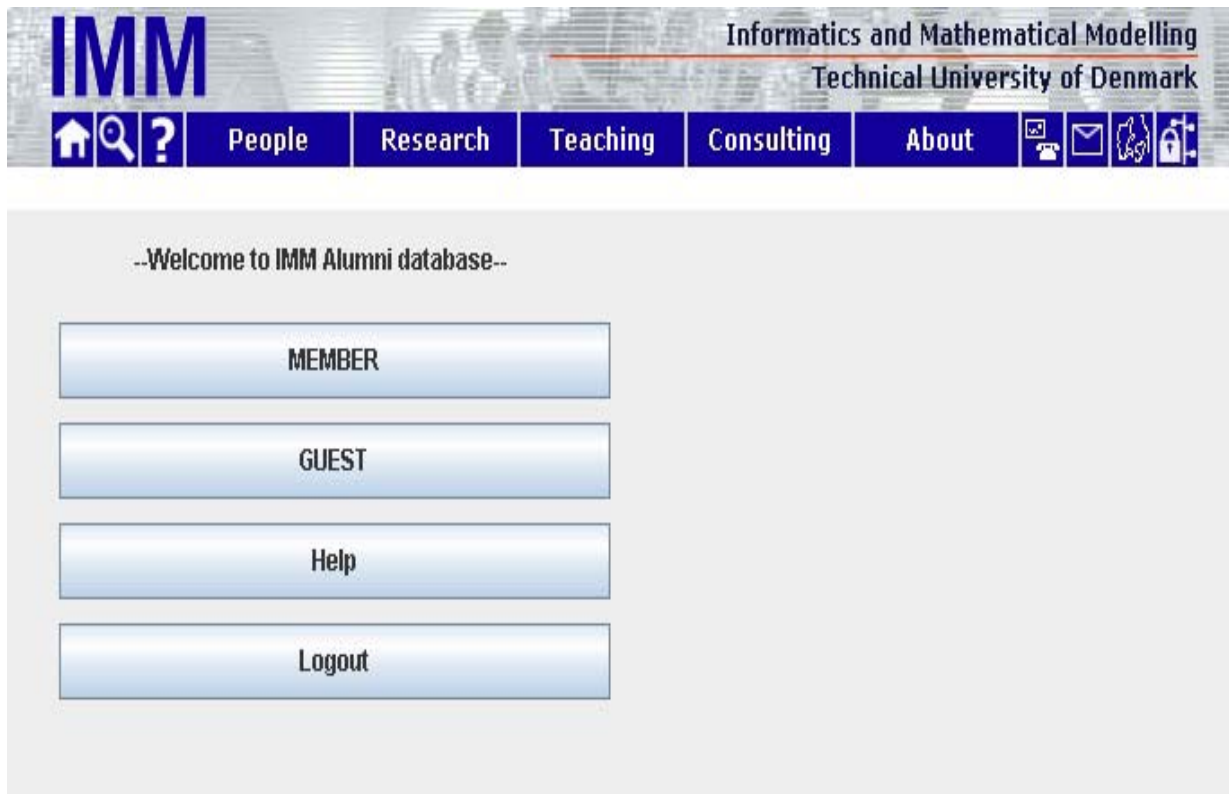 IMM
Informatics and Mathematical Modelling
Technical University of Denmark
? People Research Teaching Consulting About
--Welcome to IMM Alumni database--
MEMBER
GUEST
Help
Logout